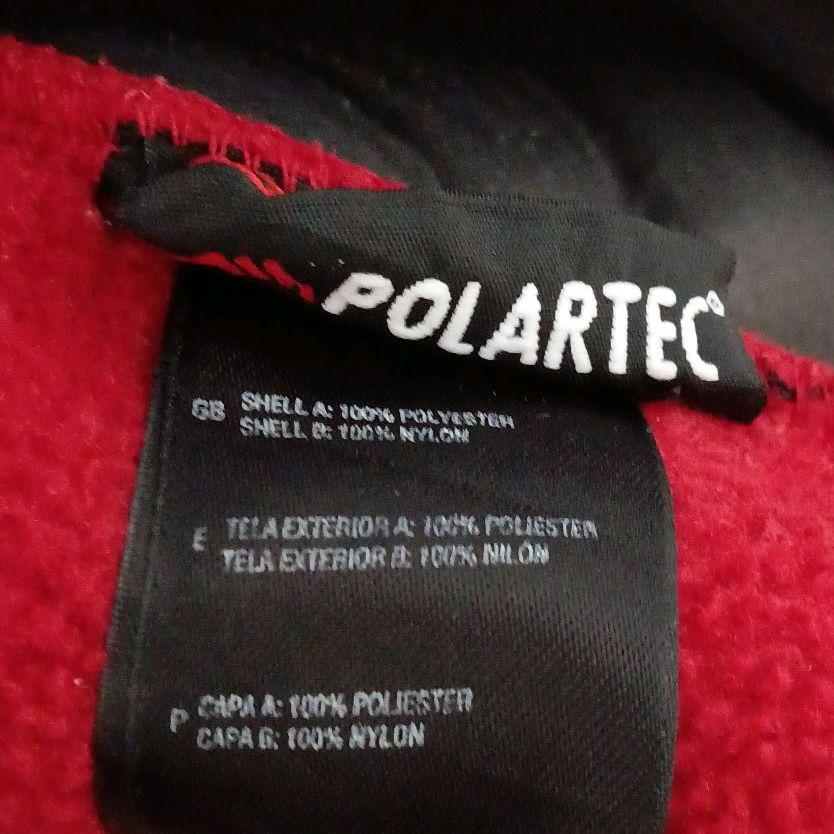 POLARTEC®
GB SHELL A: 100% POLYESTER
SHELL B: 100% NYLON
E TELA EXTERIOR A: 100% POLIESTER
TELA EXTERIOR B: 100% NILÓN
P CAPA A: 100% POLIESTER
CAPA B: 100% NYLON